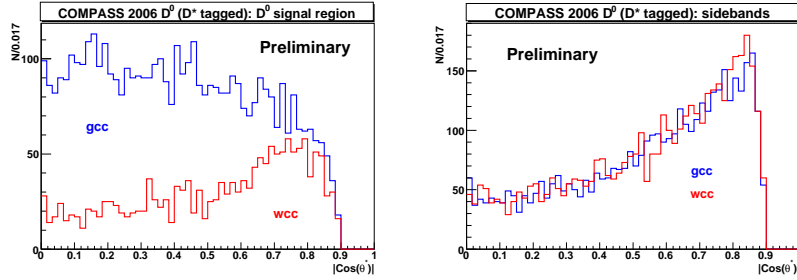 COMPASS 2006 D⁰ (D* tagged): D⁰ signal region
N/0.017
Preliminary
100
50
0
gcc
wcc
0 0.1 0.2 0.3 0.4 0.5 0.6 0.7 0.8 0.9 1
|Cos(θ*)|
COMPASS 2006 D⁰ (D* tagged): sidebands
N/0.017
Preliminary
150
100
50
0
gcc
wcc
0 0.1 0.2 0.3 0.4 0.5 0.6 0.7 0.8 0.9 1
|Cos(θ*)|